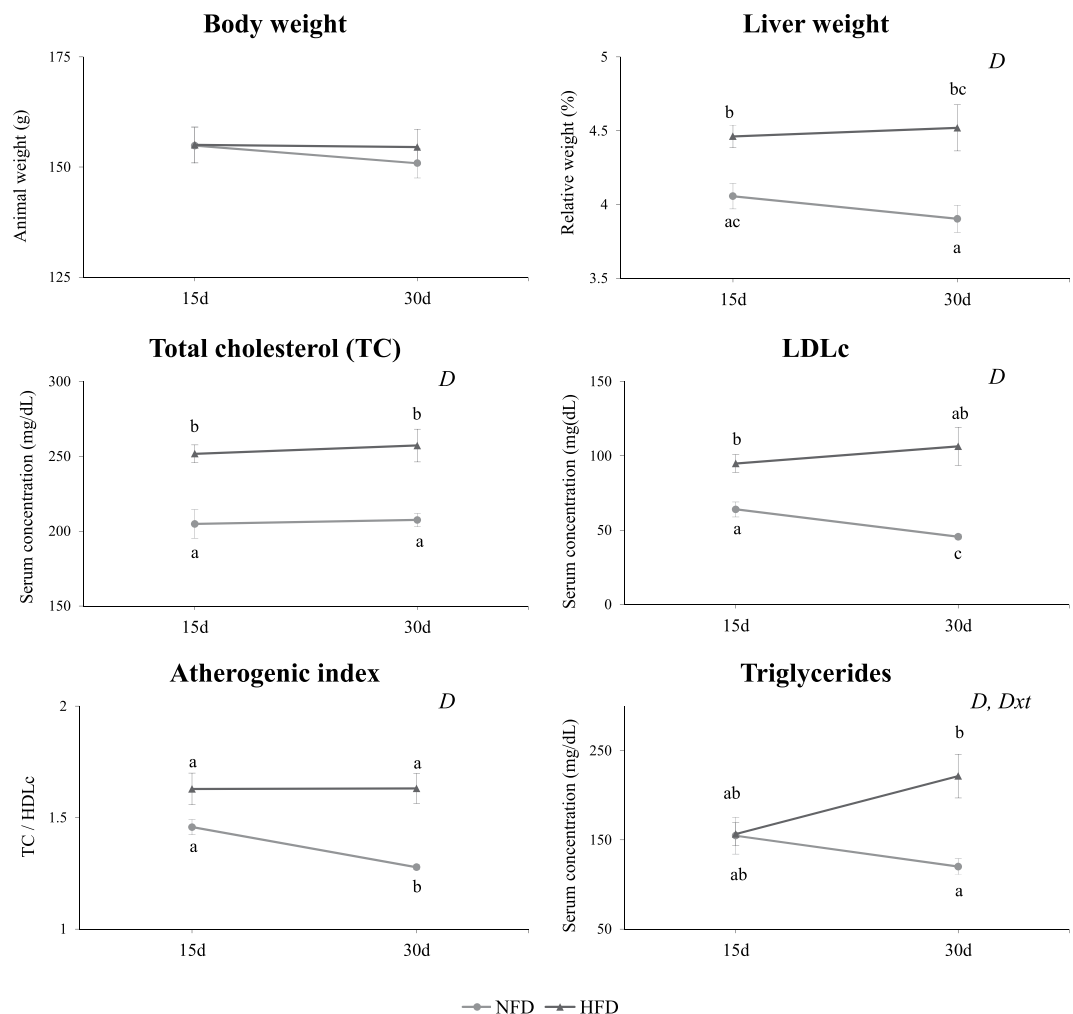 Body weight
Animal weight (g)
175
150
125
15d
30d
Liver weight
D
Relative weight (%)
5
4.5
4
3.5
b
bc
ac
a
15d
30d
Total cholesterol (TC)
D
Serum concentration (mg/dL)
300
250
200
150
b
b
a
a
15d
30d
LDLc
D
Serum concentration (mg(dL)
150
100
50
0
b
ab
a
c
15d
30d
Atherogenic index
D
TC / HDLc
2
1.5
1
a
a
a
b
15d
30d
Triglycerides
D, Dxt
Serum concentration (mg/dL)
250
150
50
ab
b
ab
a
15d
30d
NFD HFD